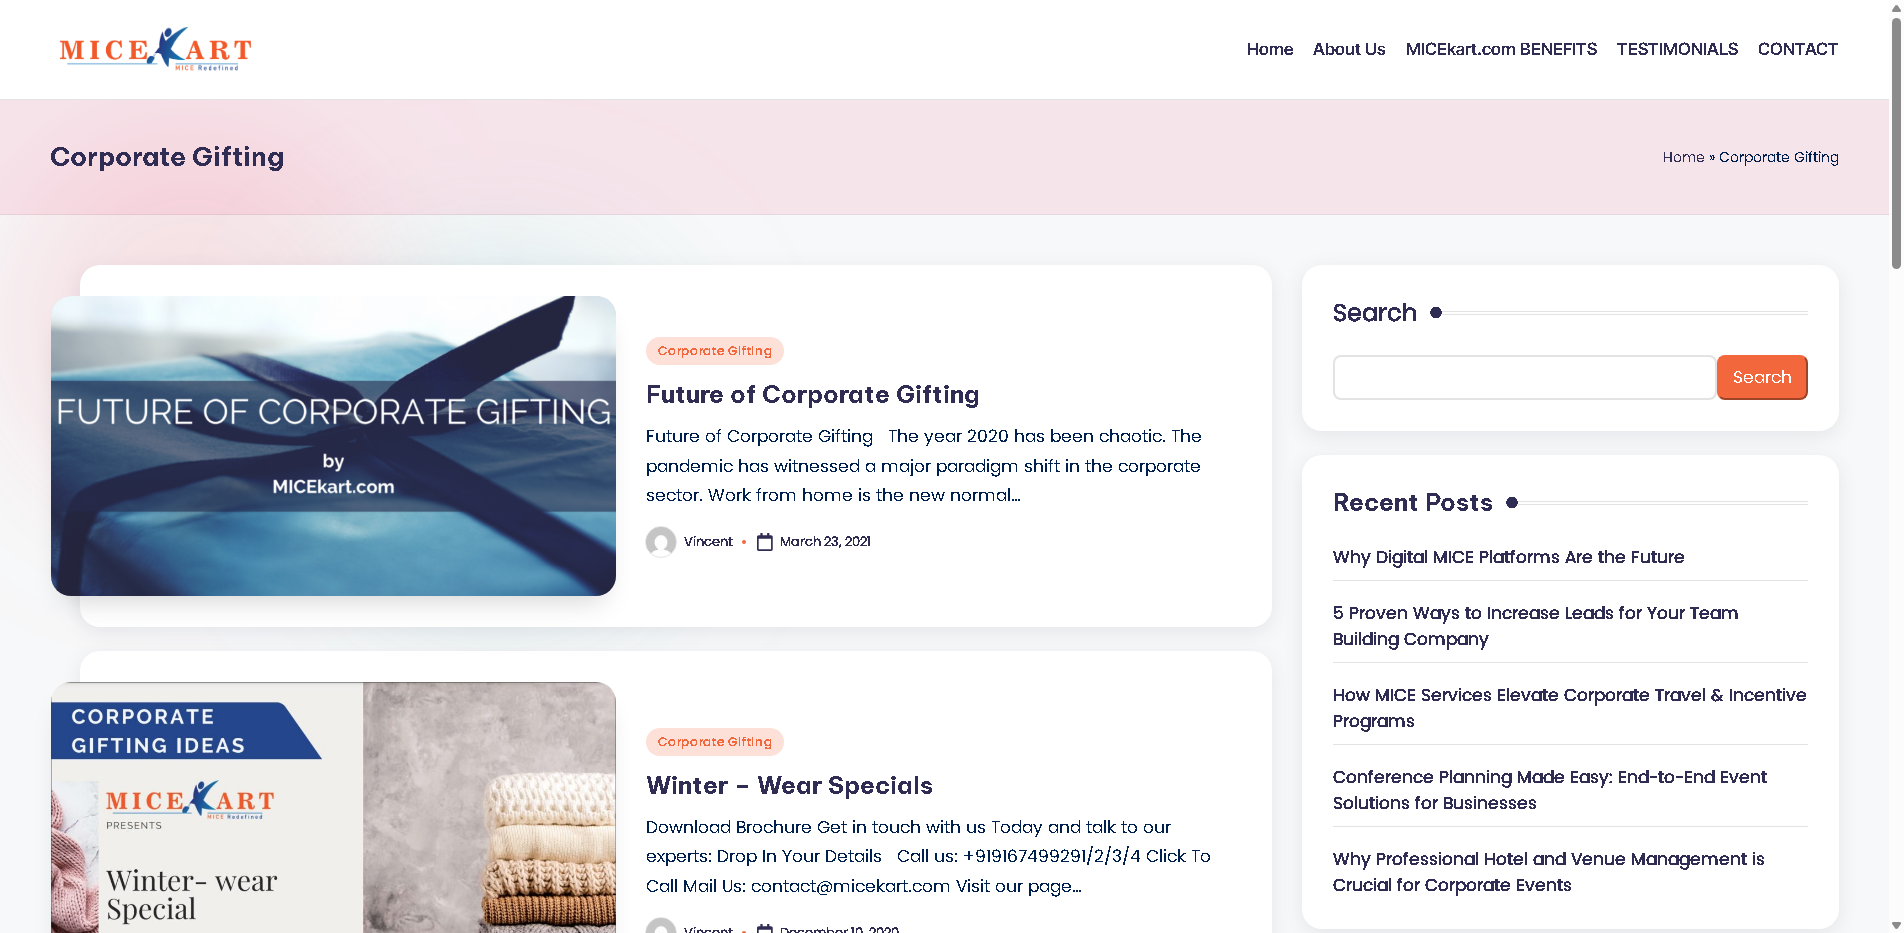 MICEKART
MICE Redefined
Home
About Us
MICEkart.com BENEFITS
TESTIMONIALS
CONTACT
Corporate Gifting
Home » Corporate Gifting
FUTURE OF CORPORATE GIFTING
by
MICEkart.com
Corporate Gifting
Future of Corporate Gifting
Future of Corporate Gifting The year 2020 has been chaotic. The
pandemic has witnessed a major paradigm shift in the corporate
sector. Work from home is the new normal...
Vincent • March 23, 2021
CORPORATE
GIFTING IDEAS
MICEKART
MICE Redefined
PRESENTS
Winter- wear
Special
Corporate Gifting
Winter – Wear Specials
Download Brochure Get in touch with us Today and talk to our
experts: Drop In Your Details Call us: +919167499291/2/3/4 Click To
Call Mail Us: contact@micekart.com Visit our page...
Vincent • December 10, 2020
Search
Search
Recent Posts
Why Digital MICE Platforms Are the Future
5 Proven Ways to Increase Leads for Your Team
Building Company
How MICE Services Elevate Corporate Travel & Incentive
Programs
Conference Planning Made Easy: End-to-End Event
Solutions for Businesses
Why Professional Hotel and Venue Management is
Crucial for Corporate Events